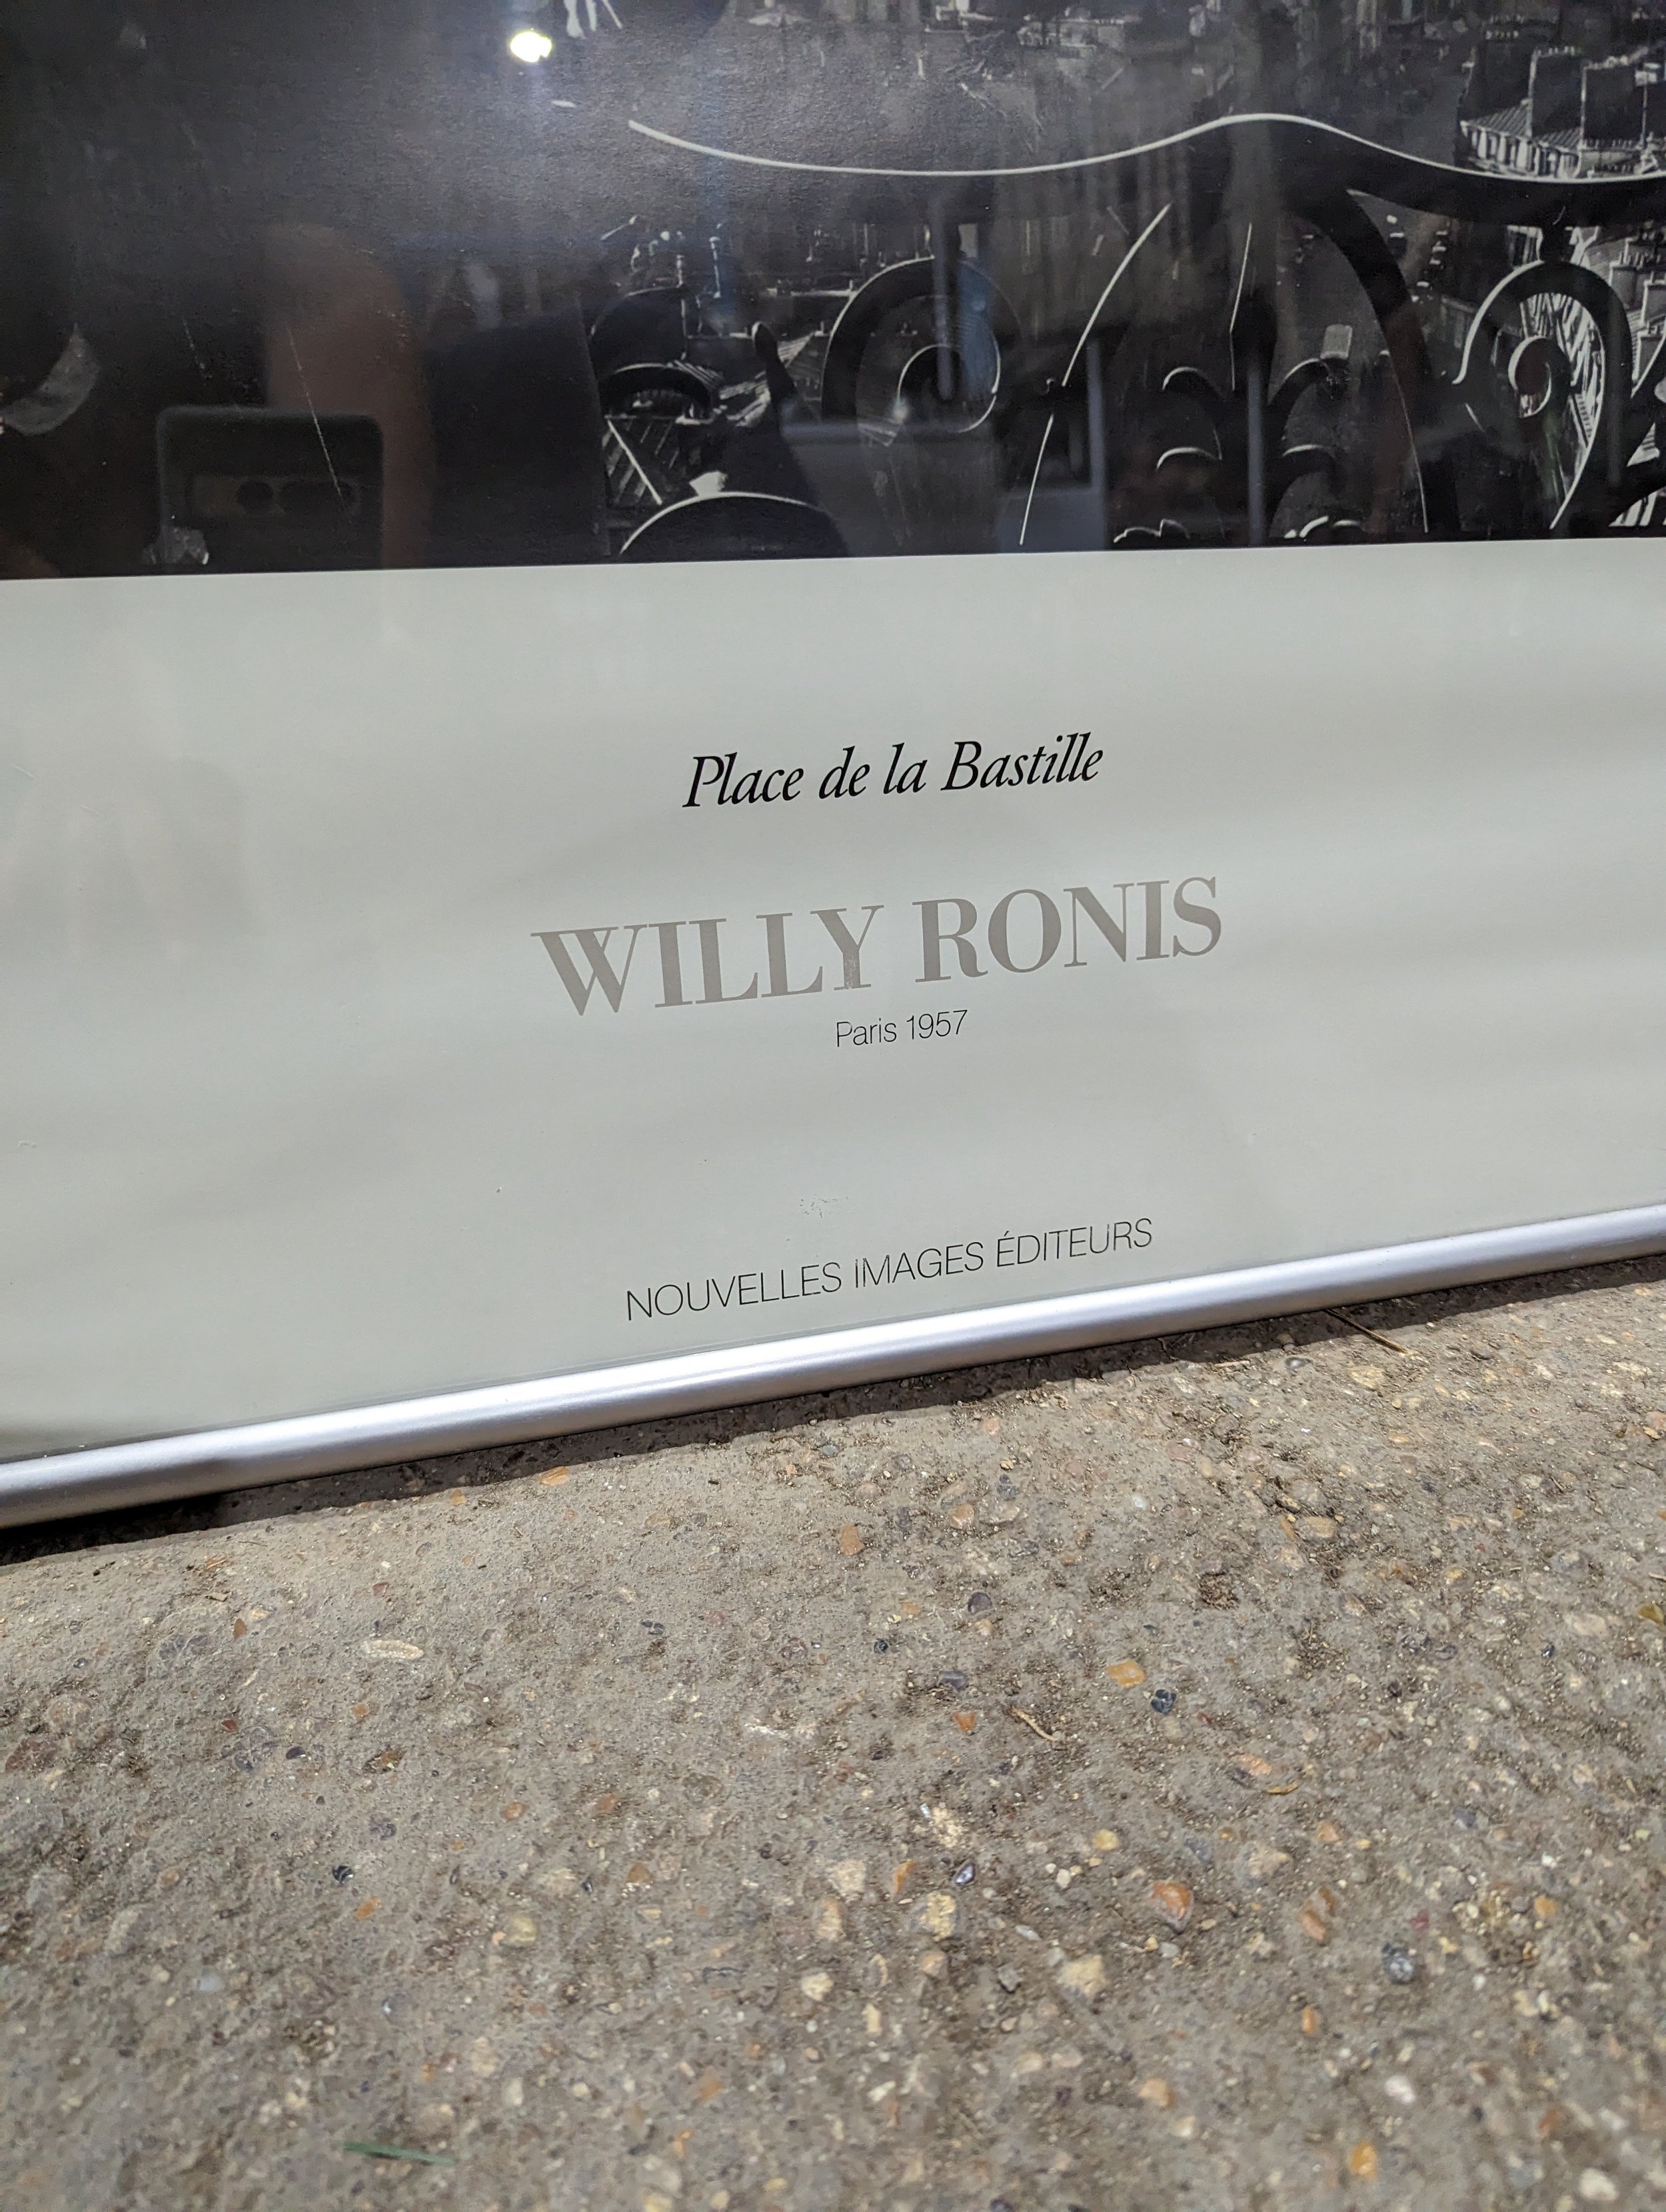 Place de la Bastille
WILLY RONIS
Paris 1957
NOUVELLES IMAGES ÉDITEURS